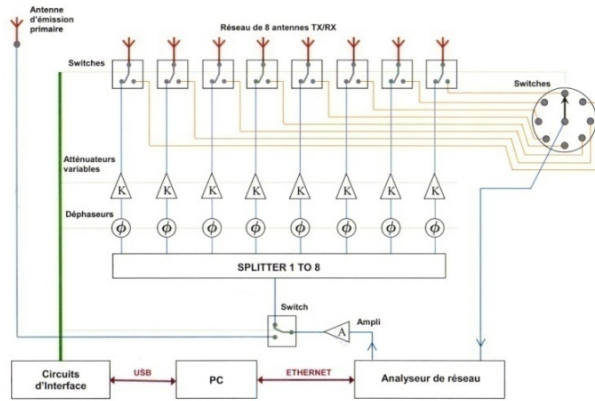 Antenne
d'émission
primaire
Réseau de 8 antennes TX/RX
Switches
Switches
Atténuateurs
variables
K K K K K K K K
Déphaseurs
ϕ ϕ ϕ ϕ ϕ ϕ ϕ ϕ
SPLITTER 1 TO 8
Switch
Ampli
A
Circuits
d'Interface
USB
PC
ETHERNET
Analyseur de réseau